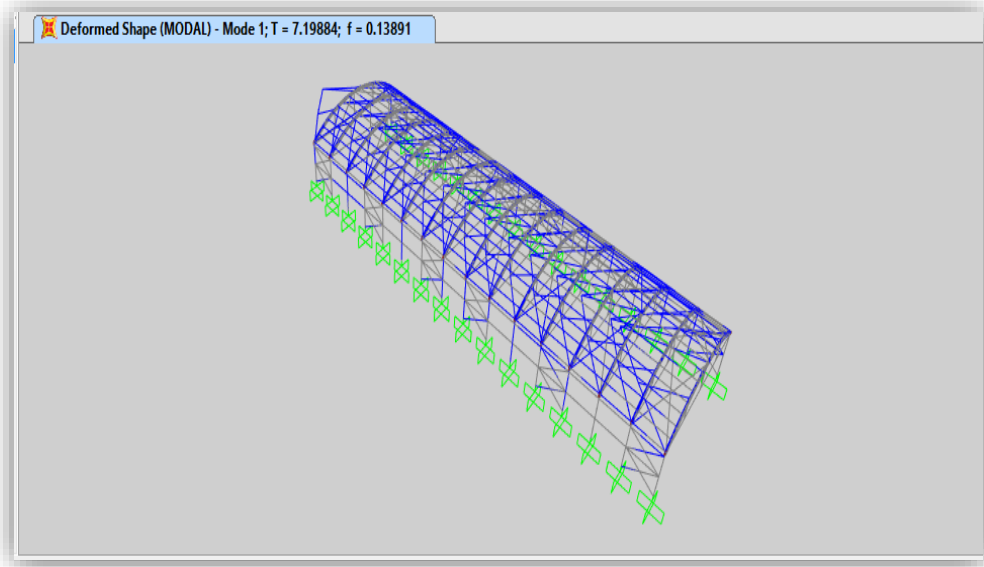 Deformed Shape (MODAL) - Mode 1; T = 7.19884; f = 0.13891